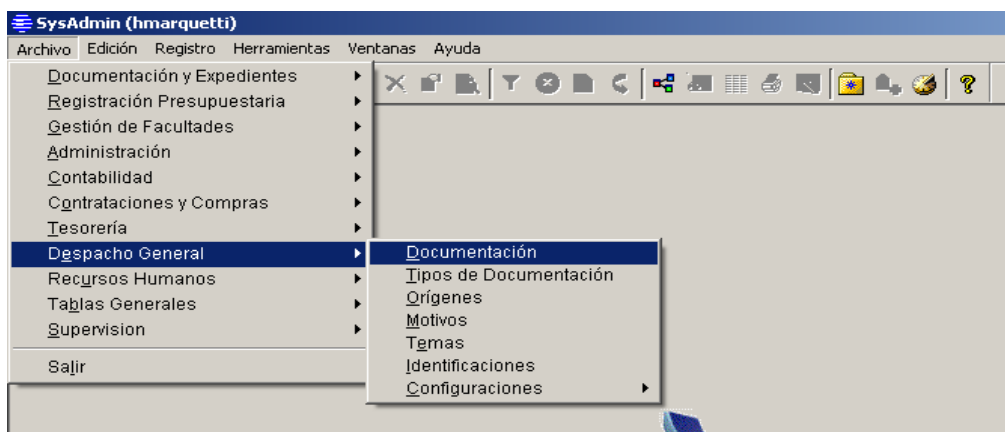 SysAdmin (hmarquetti)
Archivo Edición Registro Herramientas Ventanas Ayuda
Documentación y Expedientes
Registración Presupuestaria
Gestión de Facultades
Administración
Contabilidad
Contrataciones y Compras
Tesorería
Despacho General
Recursos Humanos
Tablas Generales
Supervision
Salir
Documentación
Tipos de Documentación
Orígenes
Motivos
Temas
Identificaciones
Configuraciones